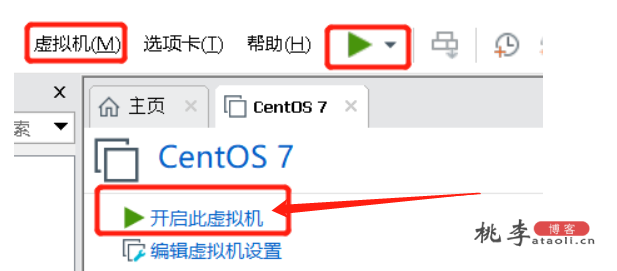 虚拟机(M) 选项卡(T) 帮助(H)
主页 CentOS 7
索
CentOS 7
开启此虚拟机
编辑虚拟机设置
桃李 博客
ataoli.cn